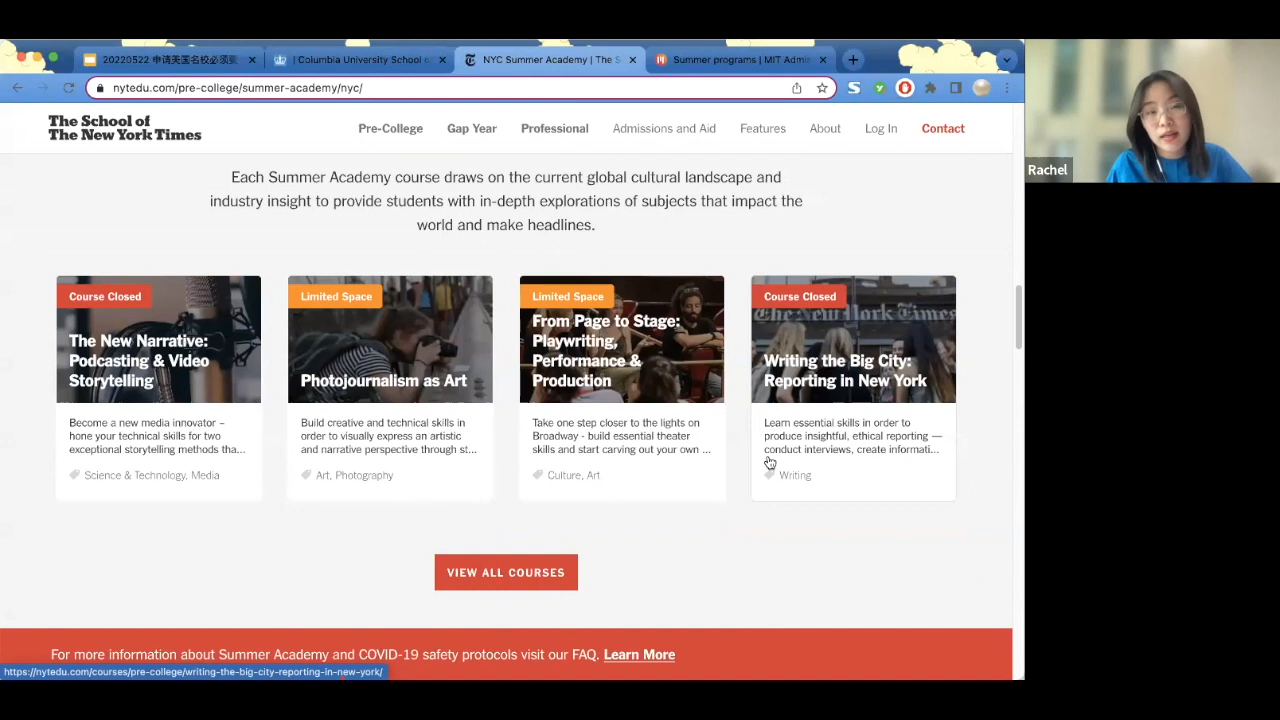 20220522 申请美国名校必须要
| Columbia University School o
NYC Summer Academy | The S
Summer programs | MIT Admi
nytedu.com/pre-college/summer-academy/nyc/
The School of
The New York Times
Pre-College Gap Year Professional Admissions and Aid Features About Log In Contact
Rachel
Each Summer Academy course draws on the current global cultural landscape and
industry insight to provide students with in-depth explorations of subjects that impact the
world and make headlines.
Course Closed
The New Narrative:
Podcasting & Video
Storytelling
Become a new media innovator –
hone your technical skills for two
exceptional storytelling methods tha...
Science & Technology, Media
Limited Space
Photojournalism as Art
Build creative and technical skills in
order to visually express an artistic
and narrative perspective through st...
Art, Photography
Limited Space
From Page to Stage:
Playwriting,
Performance &
Production
Take one step closer to the lights on
Broadway - build essential theater
skills and start carving out your own ...
Culture, Art
Course Closed
The New York Times
Writing the Big City:
Reporting in New York
Learn essential skills in order to
produce insightful, ethical reporting —
conduct interviews, create informati...
Writing
VIEW ALL COURSES
For more information about Summer Academy and COVID-19 safety protocols visit our FAQ. Learn More
https://nytedu.com/courses/pre-college/writing-the-big-city-reporting-in-new-york/